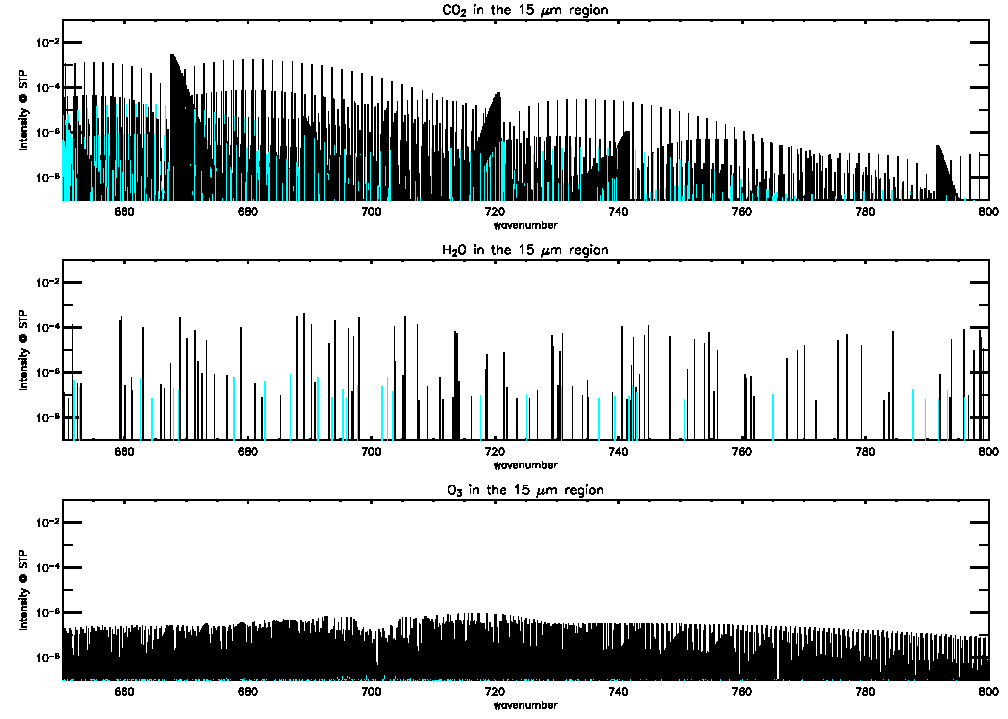 CO₂ in the 15 μm region
Intensity @ STP
10⁻²
10⁻⁴
10⁻⁶
10⁻⁸
660 680 700 720 740 760 780 800
wavenumber
H₂O in the 15 μm region
Intensity @ STP
10⁻²
10⁻⁴
10⁻⁶
10⁻⁸
660 680 700 720 740 760 780 800
wavenumber
O₃ in the 15 μm region
Intensity @ STP
10⁻²
10⁻⁴
10⁻⁶
10⁻⁸
660 680 700 720 740 760 780 800
wavenumber